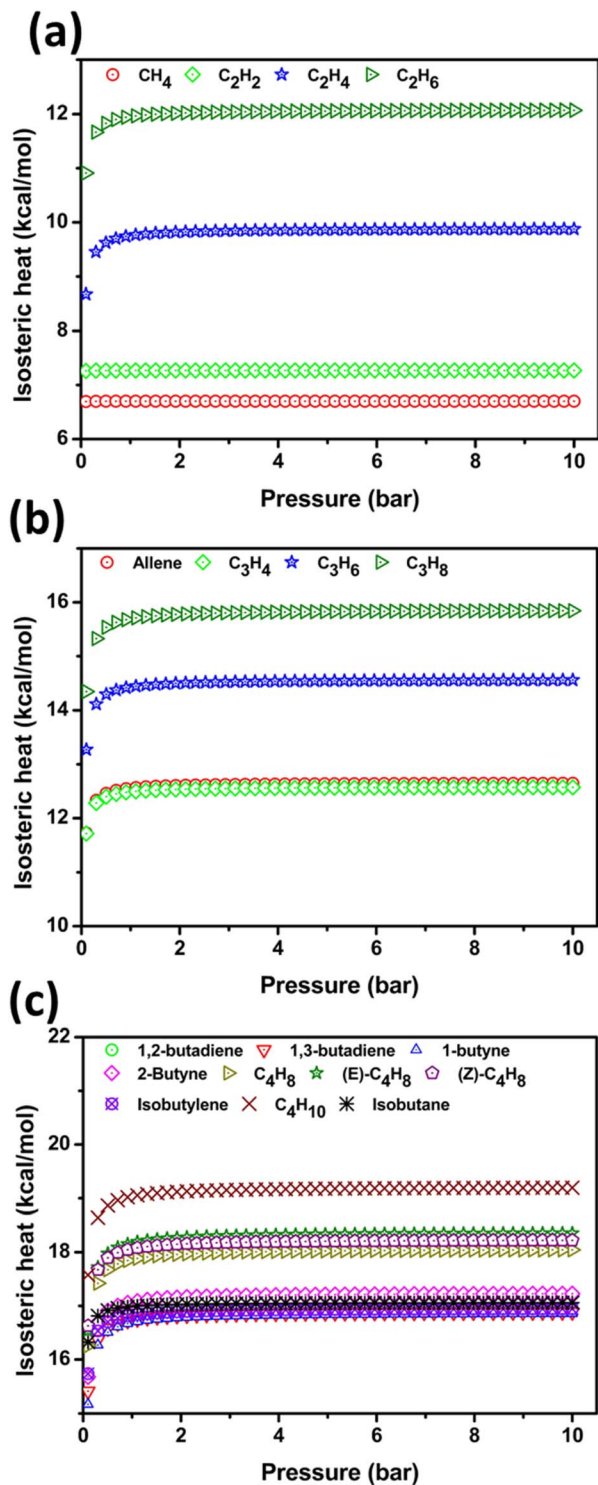 (a)
CH₄ C₂H₂ C₂H₄ C₂H₆
12
10
8
6
0 2 4 6 8 10
Isosteric heat (kcal/mol)
Pressure (bar)
(b)
Allene C₃H₄ C₃H₆ C₃H₈
16
14
12
10
0 2 4 6 8 10
Isosteric heat (kcal/mol)
Pressure (bar)
(c)
22
1,2-butadiene 1,3-butadiene 1-butyne
2-Butyne C₄H₈ (E)-C₄H₈ (Z)-C₄H₈
Isobutylene C₄H₁₀ Isobutane
20
18
16
0 2 4 6 8 10
Isosteric heat (kcal/mol)
Pressure (bar)